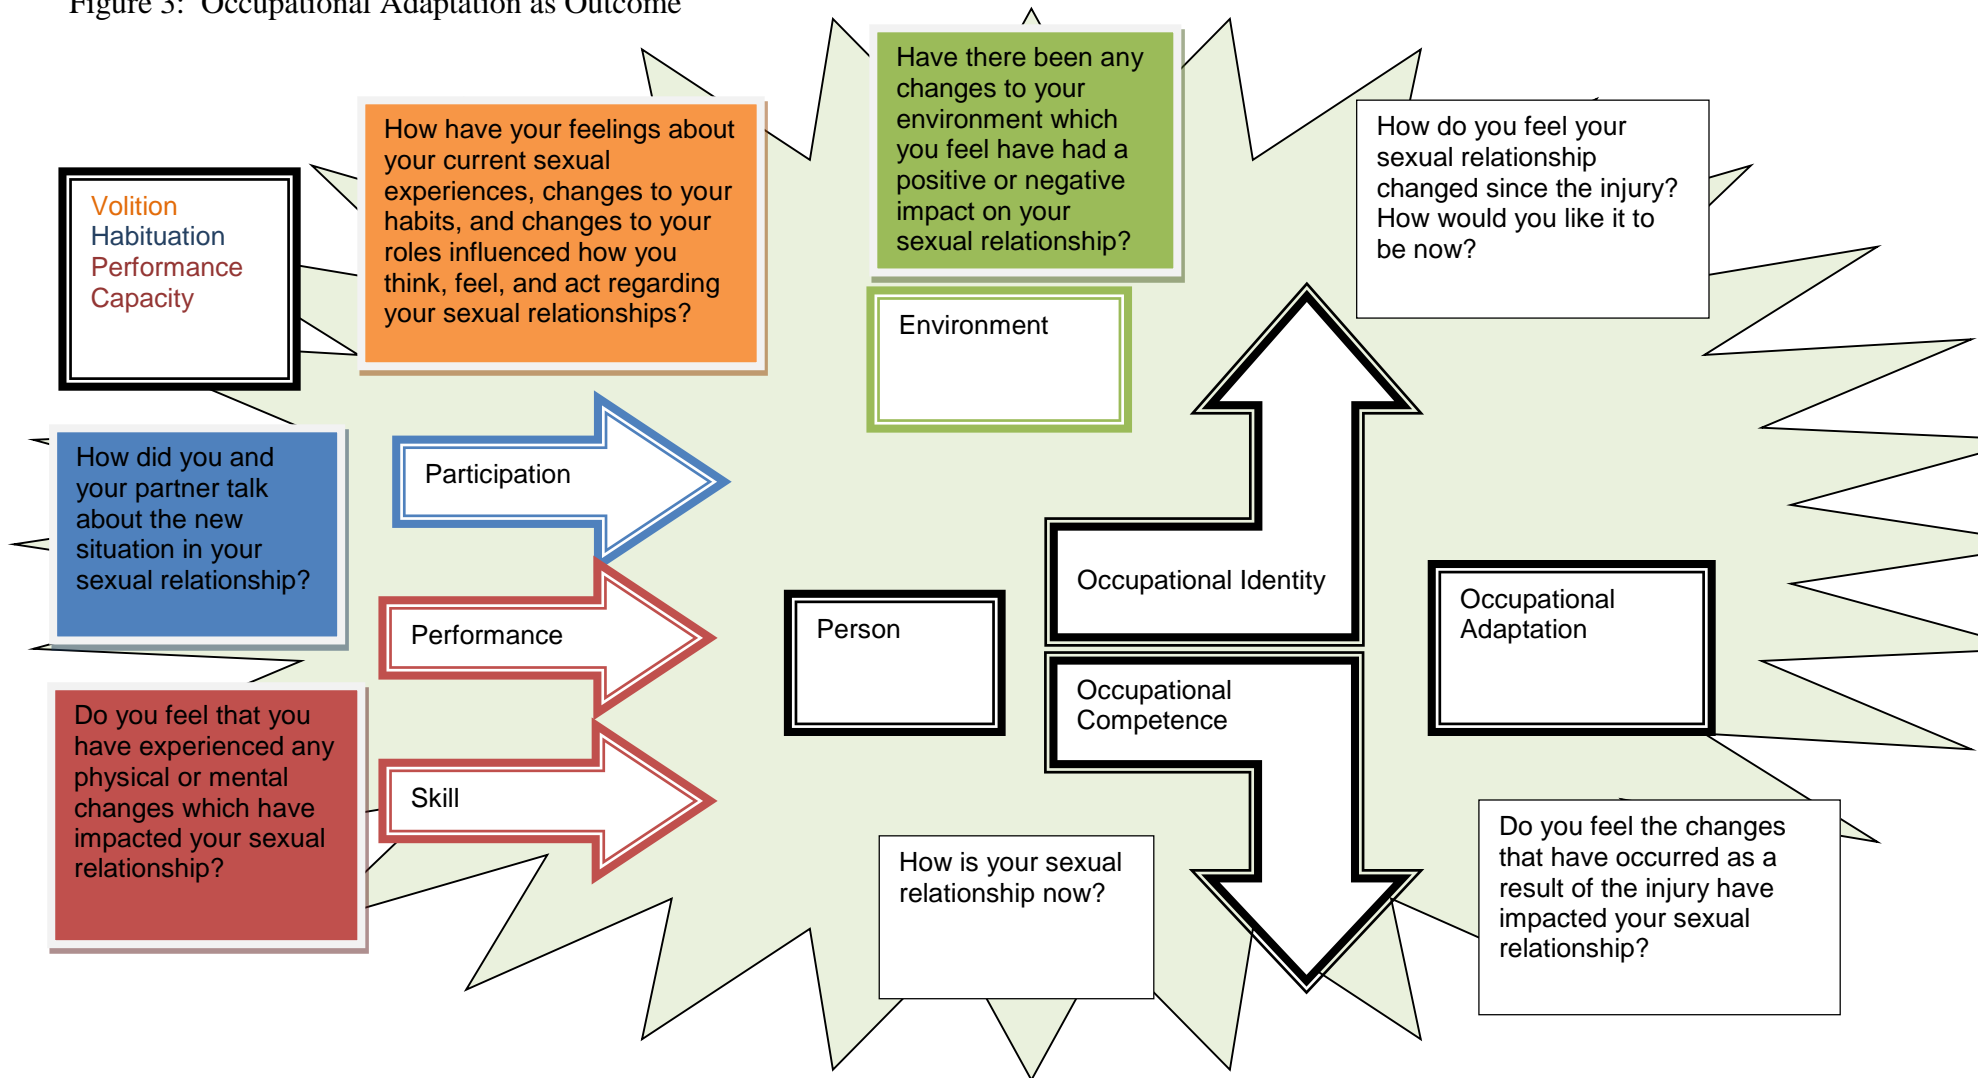 Figure 3:  Occupational Adaptation as Outcome
Volition
Habituation
Performance
Capacity
How have your feelings about
your current sexual
experiences, changes to your
habits, and changes to your
roles influenced how you
think, feel, and act regarding
your sexual relationships?
Have there been any
changes to your
environment which
you feel have had a
positive or negative
impact on your
sexual relationship?
How do you feel your
sexual relationship
changed since the injury?
How would you like it to
be now?
Environment
How did you and
your partner talk
about the new
situation in your
sexual relationship?
Participation
Performance
Skill
Person
Occupational Identity
Occupational
Competence
Occupational
Adaptation
Do you feel that you
have experienced any
physical or mental
changes which have
impacted your sexual
relationship?
How is your sexual
relationship now?
Do you feel the changes
that have occurred as a
result of the injury have
impacted your sexual
relationship?